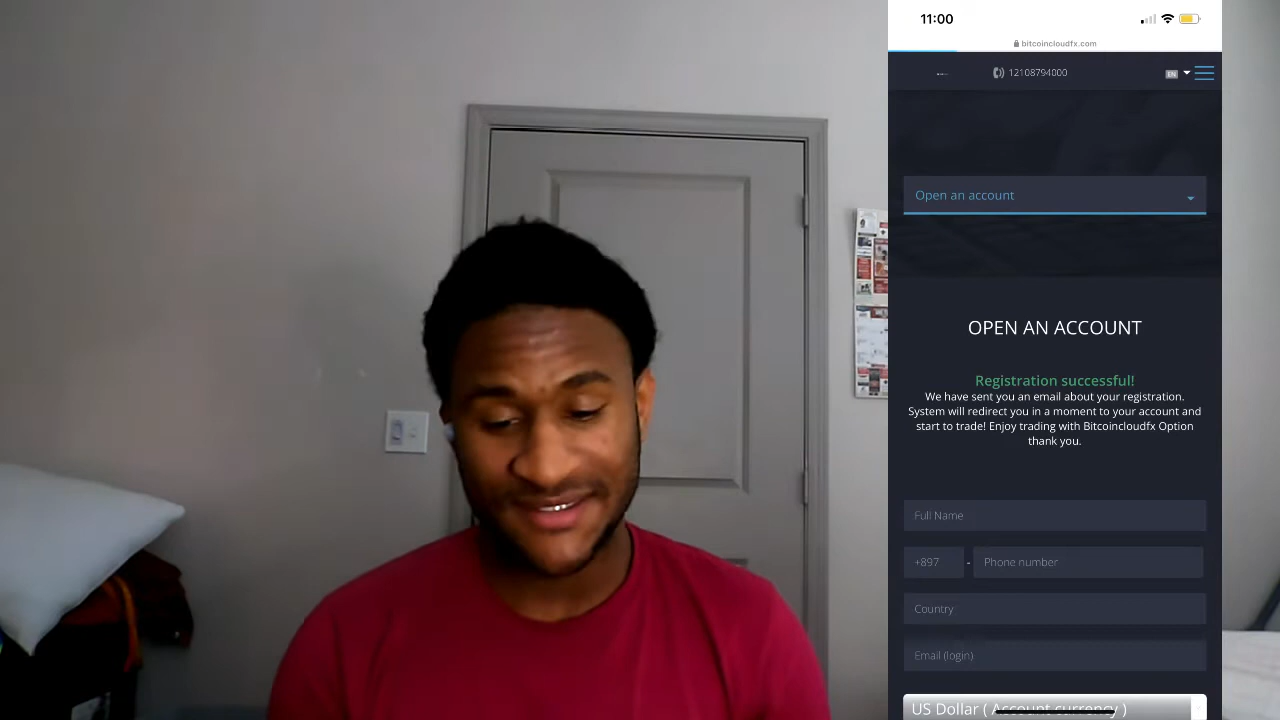 11:00
bitcoincloudfx.com
12108794000
EN
Open an account
OPEN AN ACCOUNT
Registration successful!
We have sent you an email about your registration.
System will redirect you in a moment to your account and
start to trade! Enjoy trading with Bitcoincloudfx Option
thank you.
Full Name
+897 - Phone number
Country
Email (login)
US Dollar ( Account currency )